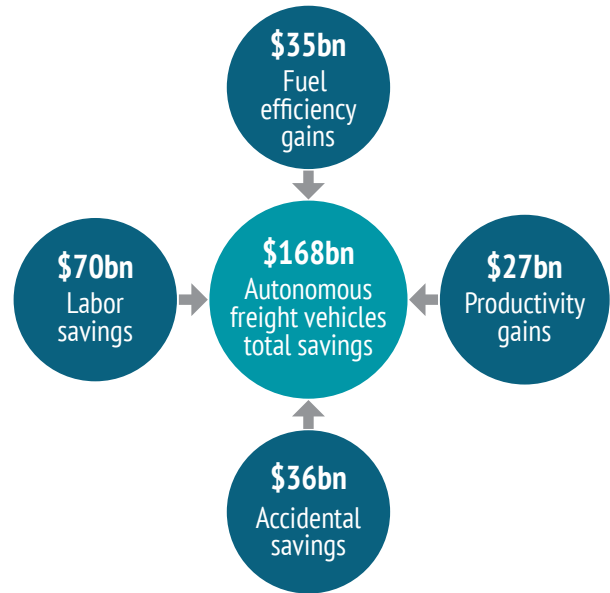 $35bn
Fuel
efficiency
gains
$70bn
Labor
savings
$168bn
Autonomous
freight vehicles
total savings
$27bn
Productivity
gains
$36bn
Accidental
savings